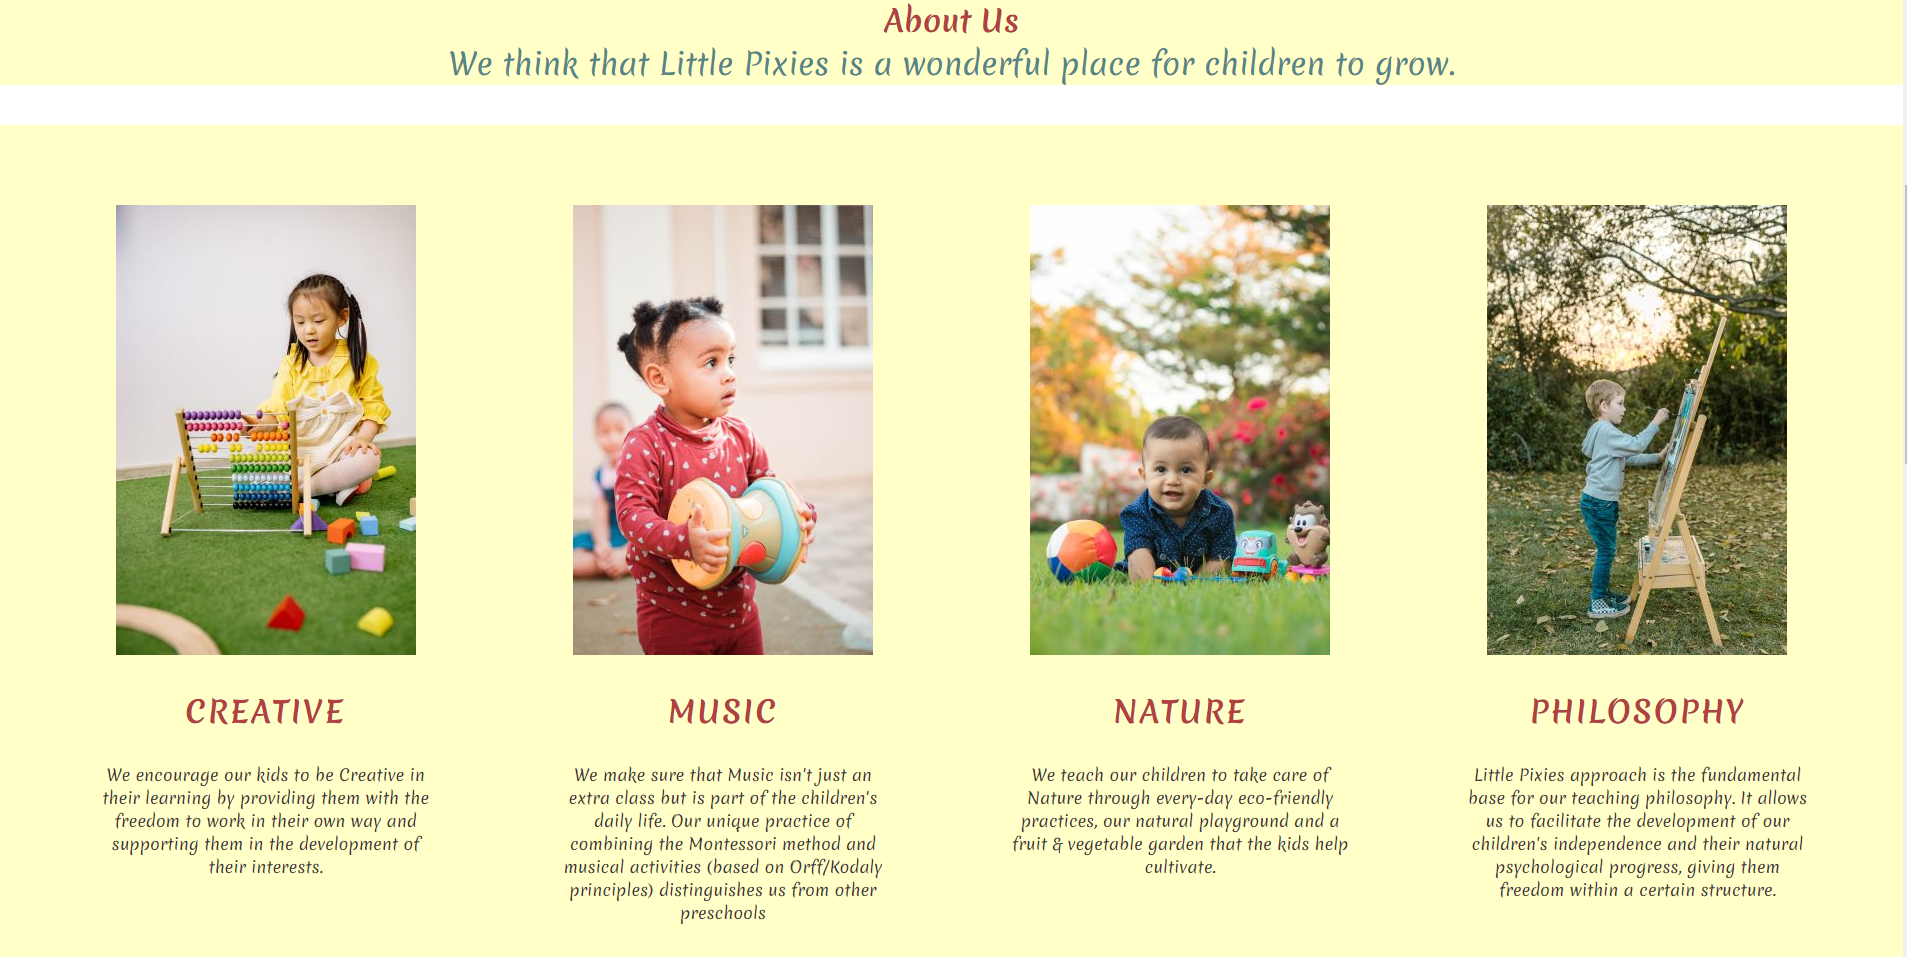 About Us
We think that Little Pixies is a wonderful place for children to grow.
CREATIVE
We encourage our kids to be Creative in
their learning by providing them with the
freedom to work in their own way and
supporting them in the development of
their interests.
MUSIC
We make sure that Music isn't just an
extra class but is part of the children's
daily life. Our unique practice of
combining the Montessori method and
musical activities (based on Orff/Kodaly
principles) distinguishes us from other
preschools
NATURE
We teach our children to take care of
Nature through every-day eco-friendly
practices, our natural playground and a
fruit & vegetable garden that the kids help
cultivate.
PHILOSOPHY
Little Pixies approach is the fundamental
base for our teaching philosophy. It allows
us to facilitate the development of our
children's independence and their natural
psychological progress, giving them
freedom within a certain structure.